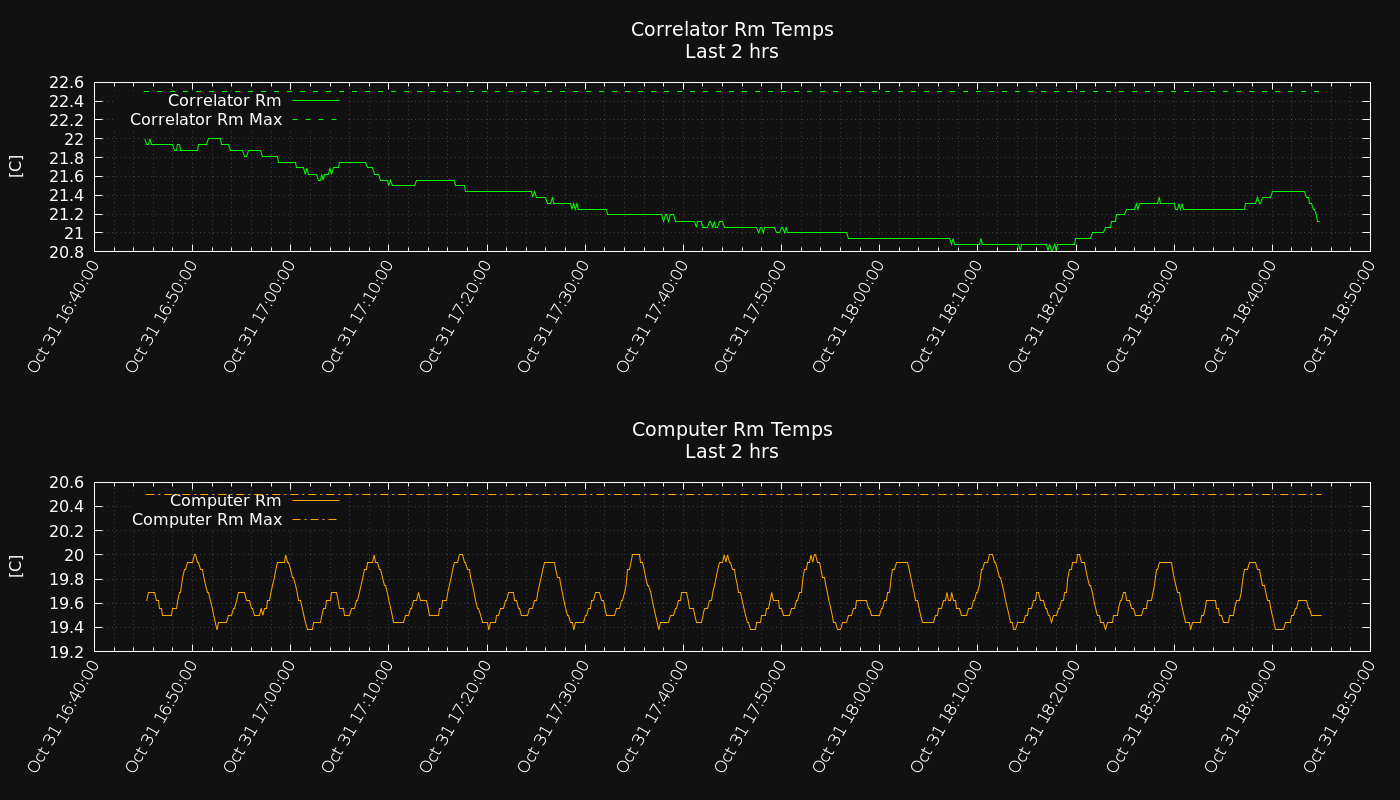 Correlator Rm Temps
Last 2 hrs
[C]
22.6
22.4
22.2
22
21.8
21.6
21.4
21.2
21
20.8
Correlator Rm
Correlator Rm Max
Oct 31 16:40:00
Oct 31 16:50:00
Oct 31 17:00:00
Oct 31 17:10:00
Oct 31 17:20:00
Oct 31 17:30:00
Oct 31 17:40:00
Oct 31 17:50:00
Oct 31 18:00:00
Oct 31 18:10:00
Oct 31 18:20:00
Oct 31 18:30:00
Oct 31 18:40:00
Oct 31 18:50:00
Computer Rm Temps
Last 2 hrs
[C]
20.6
20.4
20.2
20
19.8
19.6
19.4
19.2
Computer Rm
Computer Rm Max
Oct 31 16:40:00
Oct 31 16:50:00
Oct 31 17:00:00
Oct 31 17:10:00
Oct 31 17:20:00
Oct 31 17:30:00
Oct 31 17:40:00
Oct 31 17:50:00
Oct 31 18:00:00
Oct 31 18:10:00
Oct 31 18:20:00
Oct 31 18:30:00
Oct 31 18:40:00
Oct 31 18:50:00